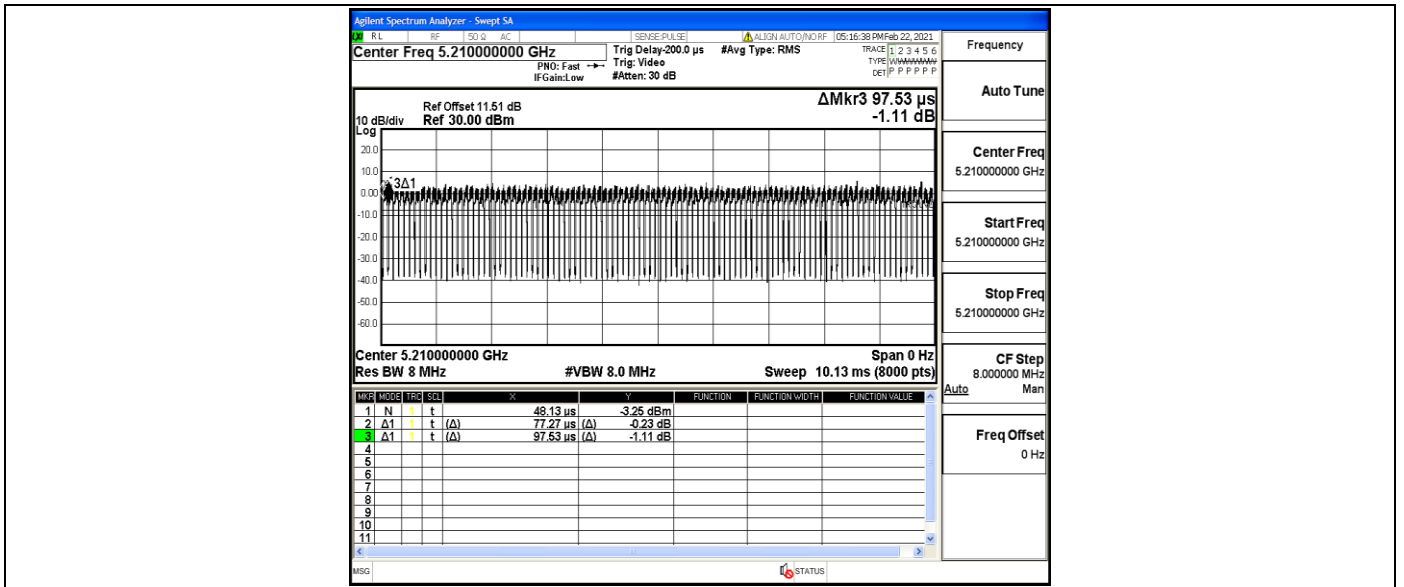 Agilent Spectrum Analyzer - Swept SA
RL RF 50 Ω AC SENSE:PULSE ALIGN AUTO/NO RF 05:16:38 PM Feb 22, 2021
Center Freq 5.210000000 GHz
Trig Delay-200.0 µs #Avg Type: RMS
TRACE 1 2 3 4 5 6
PNO: Fast Trig: Video
TYPE
IFGain:Low #Atten: 30 dB
DET P P P P P P
Ref Offset 11.51 dB
ΔMkr3 97.53 µs
10 dB/div Ref 30.00 dBm
-1.11 dB
Log
20.0
10.0
3Δ1
0.00
-10.0
-20.0
-30.0
-40.0
-50.0
-60.0
Center 5.210000000 GHz Span 0 Hz
Res BW 8 MHz #VBW 8.0 MHz Sweep 10.13 ms (8000 pts)
MKR MODE TRC SCL X Y FUNCTION FUNCTION WIDTH FUNCTION VALUE
1 N 1 t 48.13 µs -3.25 dBm
2 Δ1 1 t (Δ) 77.27 µs (Δ) -0.23 dB
3 Δ1 1 t (Δ) 97.53 µs (Δ) -1.11 dB
4
5
6
7
8
9
10
11
MSG STATUS
Frequency
Auto Tune
Center Freq
5.210000000 GHz
Start Freq
5.210000000 GHz
Stop Freq
5.210000000 GHz
CF Step
8.000000 MHz
Auto Man
Freq Offset
0 Hz